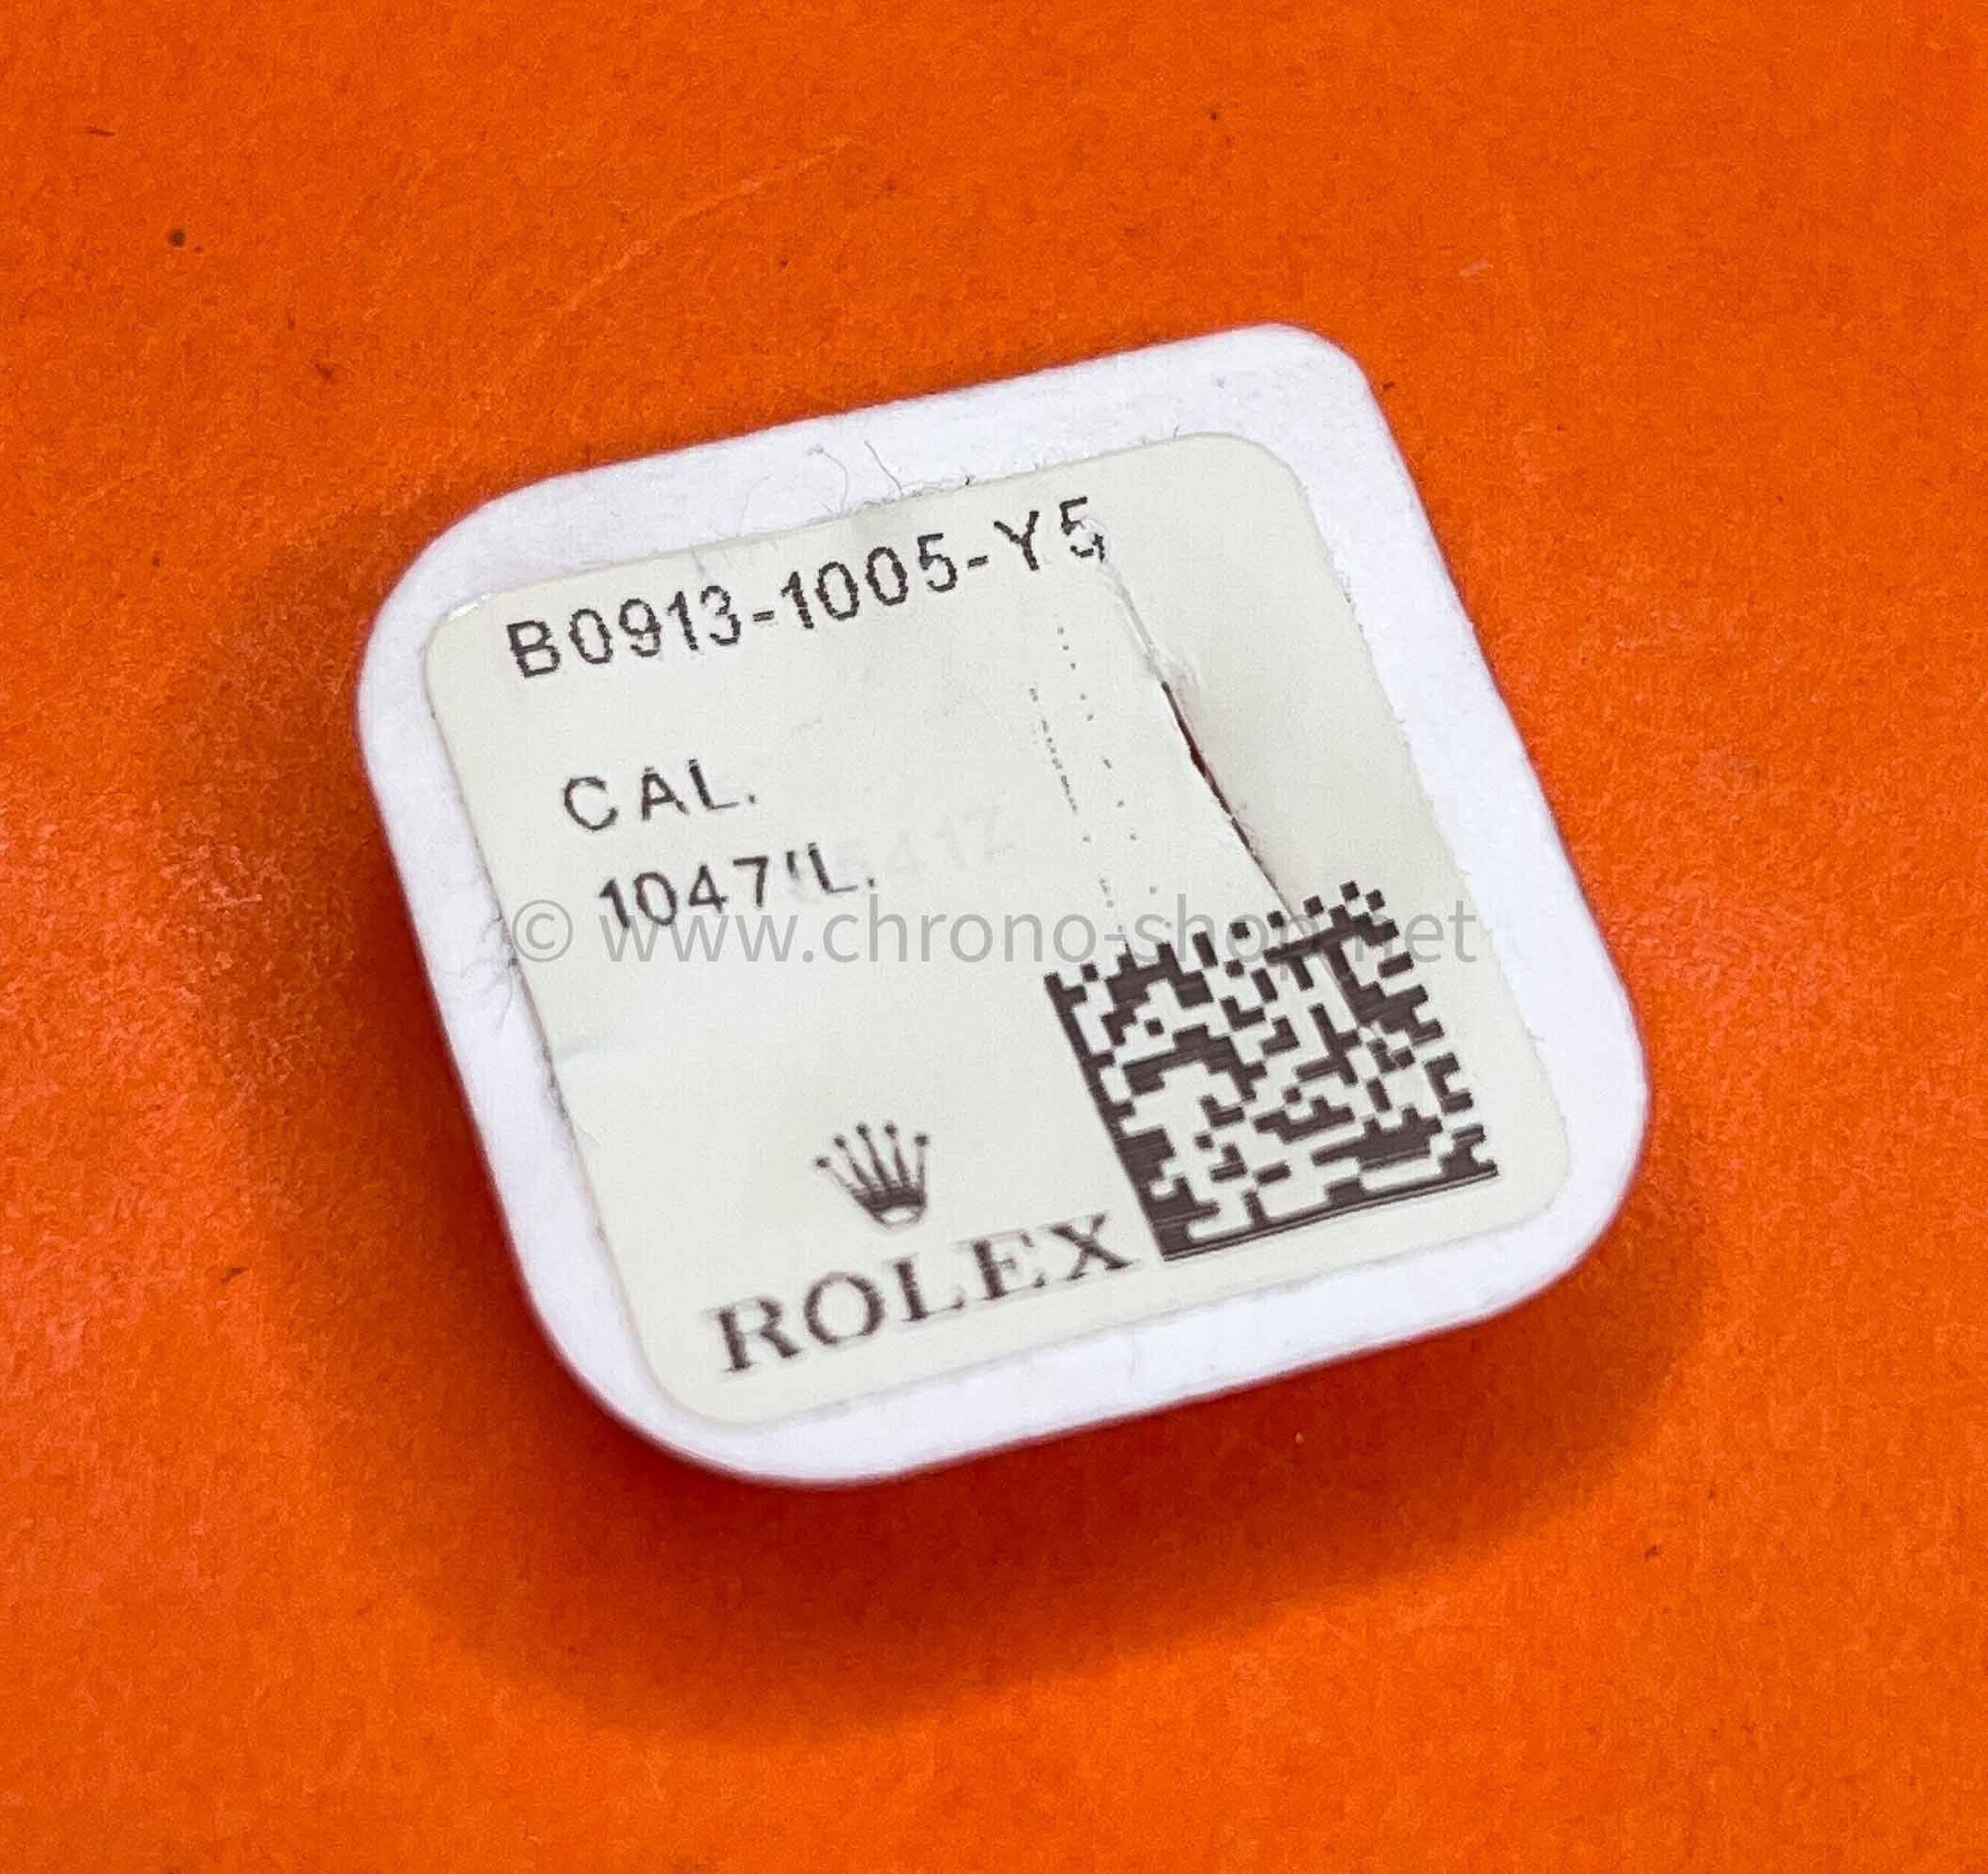 B0913-1005-Y5
CAL.
1047'L.
© www.chrono-shop.net
ROLEX